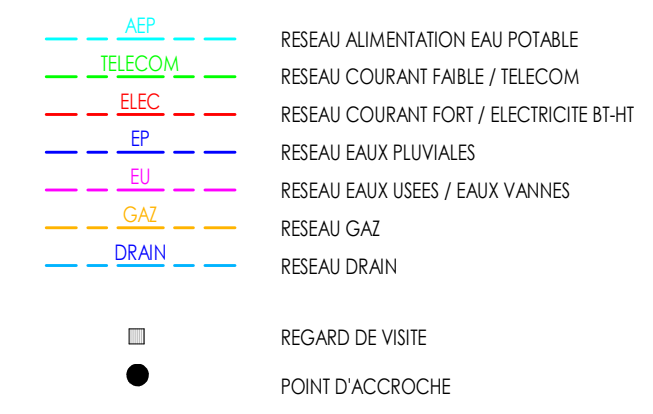 AEP RESEAU ALIMENTATION EAU POTABLE
TELECOM RESEAU COURANT FAIBLE / TELECOM
ELEC RESEAU COURANT FORT / ELECTRICITE BT-HT
EP RESEAU EAUX PLUVIALES
EU RESEAU EAUX USEES / EAUX VANNES
GAZ RESEAU GAZ
DRAIN RESEAU DRAIN
REGARD DE VISITE
POINT D'ACCROCHE